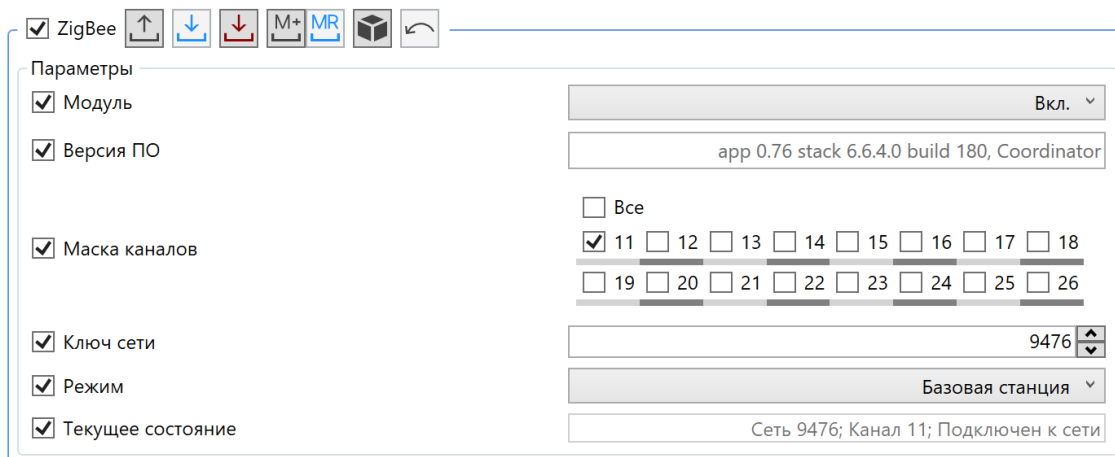 ZigBee M+ MR
Параметры
Модуль Вкл.
Версия ПО app 0.76 stack 6.6.4.0 build 180, Coordinator
Все
Маска каналов 11 12 13 14 15 16 17 18
19 20 21 22 23 24 25 26
Ключ сети 9476
Режим Базовая станция
Текущее состояние Сеть 9476; Канал 11; Подключен к сети